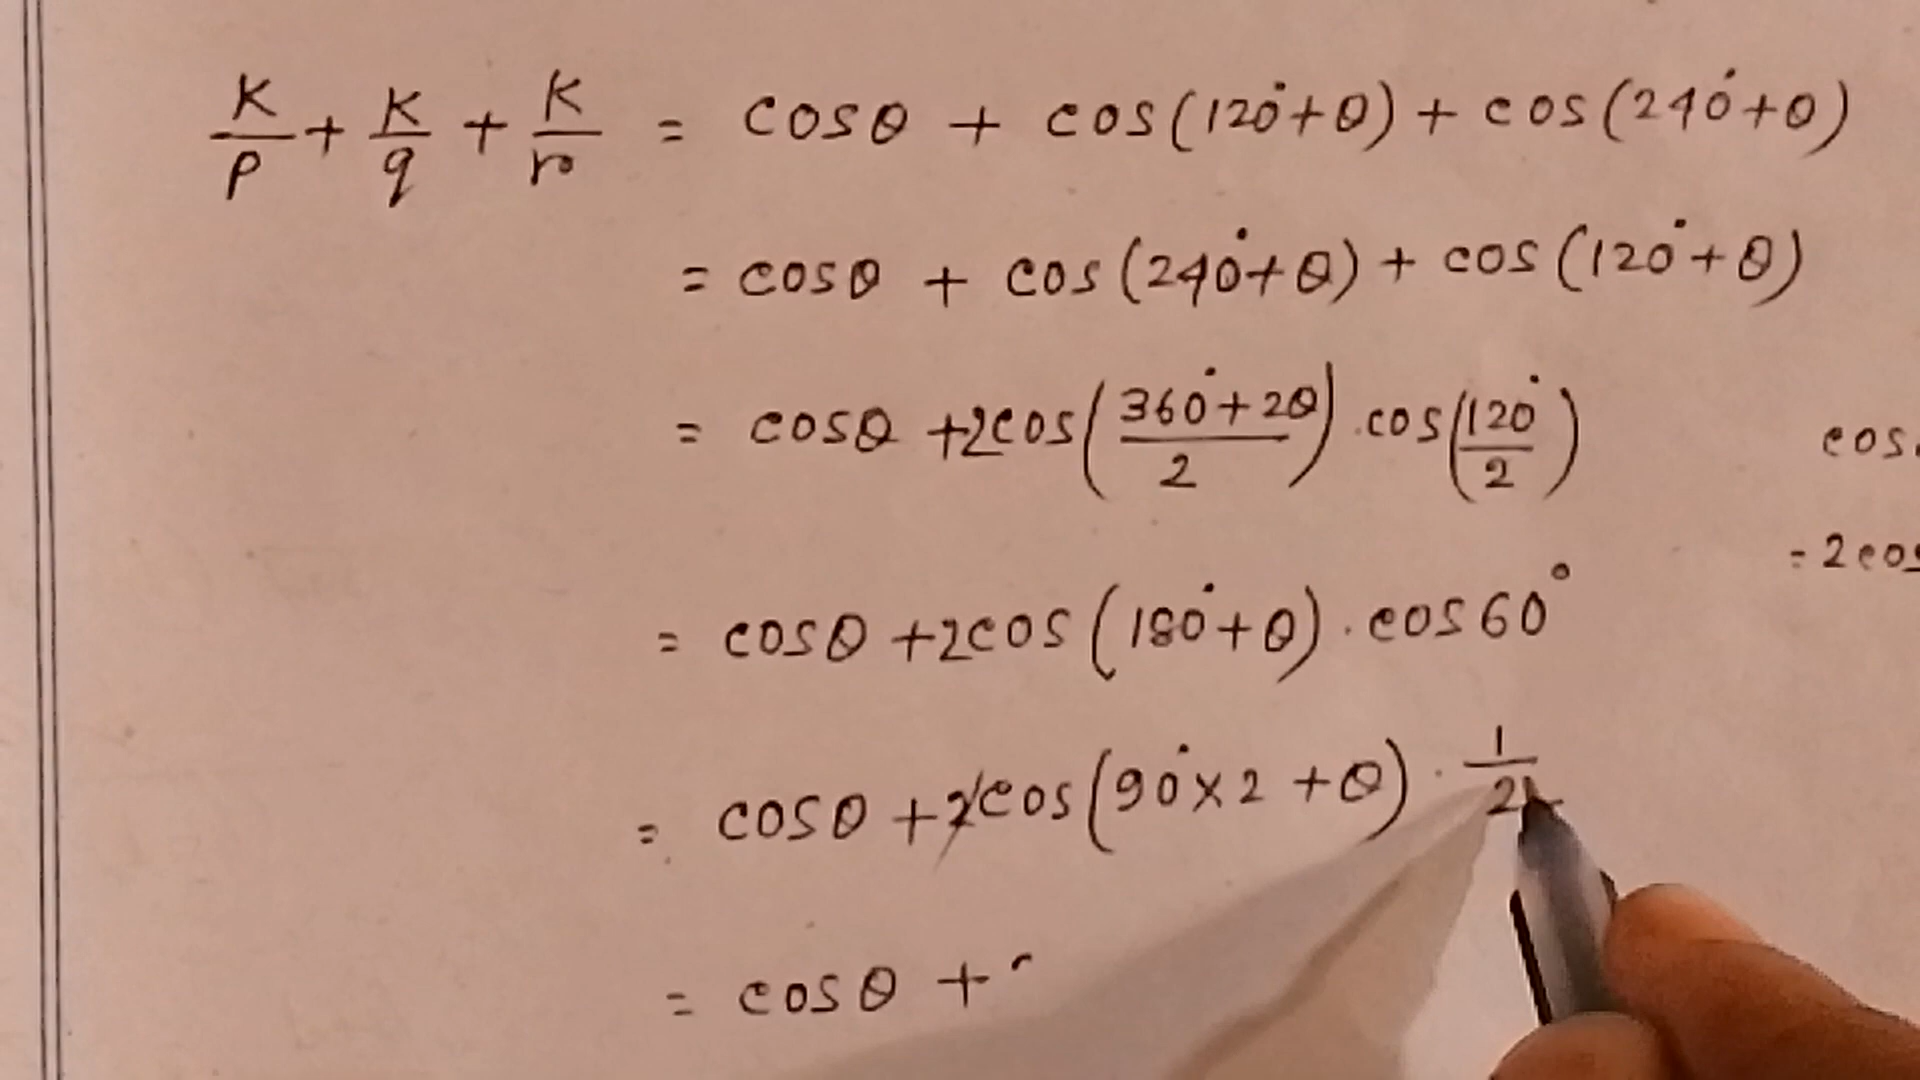 K/p + K/q + K/r = cosθ + cos(120°+θ) + cos(240°+θ)
= cosθ + cos(240°+θ) + cos(120°+θ)
= cosθ + 2cos((360°+2θ)/2) . cos(120°/2)
cos
= 2cos
= cosθ + 2cos(180°+θ) . cos60°
= cosθ + 2cos(90°×2+θ) . 1/2
= cosθ +